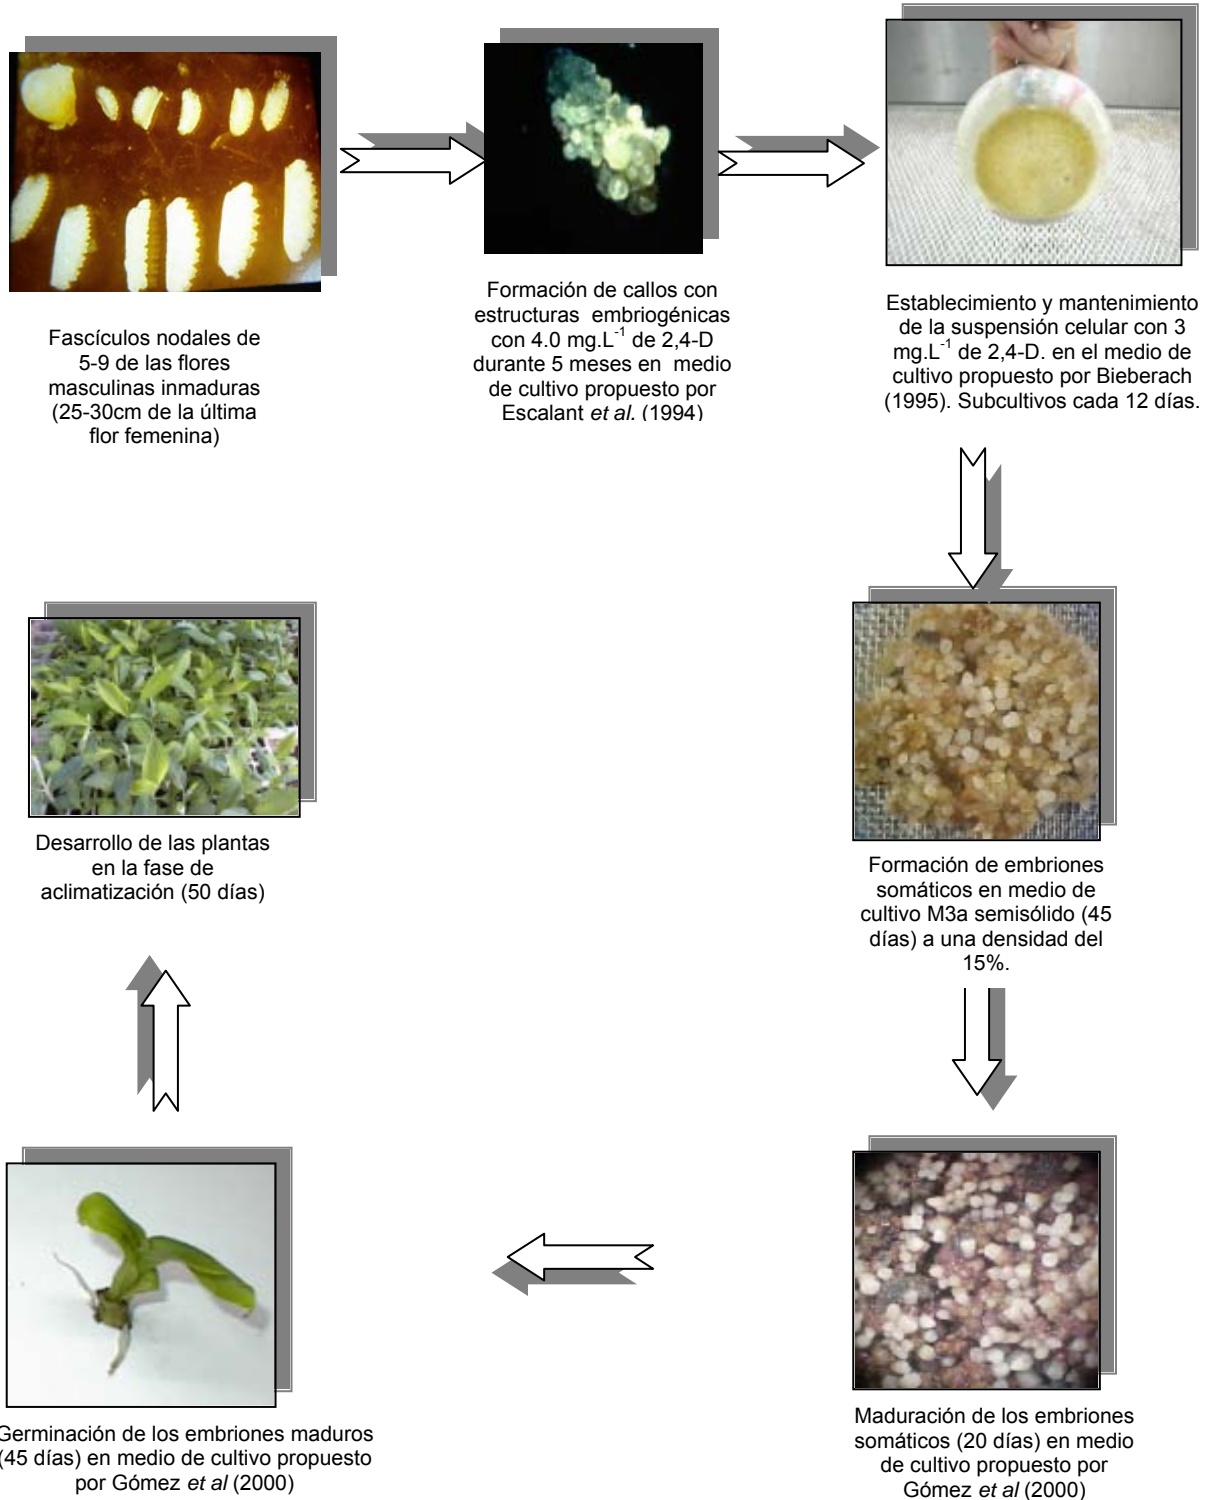 Fascículos nodales de
5-9 de las flores
masculinas inmaduras
(25-30cm de la última
flor femenina)
Formación de callos con
estructuras embriogénicas
con 4.0 mg.L⁻¹ de 2,4-D
durante 5 meses en medio
de cultivo propuesto por
Escalant et al. (1994)
Establecimiento y mantenimiento
de la suspensión celular con 3
mg.L⁻¹ de 2,4-D. en el medio de
cultivo propuesto por Bieberach
(1995). Subcultivos cada 12 días.
Formación de embriones
somáticos en medio de
cultivo M3a semisólido (45
días) a una densidad del
15%.
Maduración de los embriones
somáticos (20 días) en medio
de cultivo propuesto por
Gómez et al (2000)
Germinación de los embriones maduros
(45 días) en medio de cultivo propuesto
por Gómez et al (2000)
Desarrollo de las plantas
en la fase de
aclimatización (50 días)